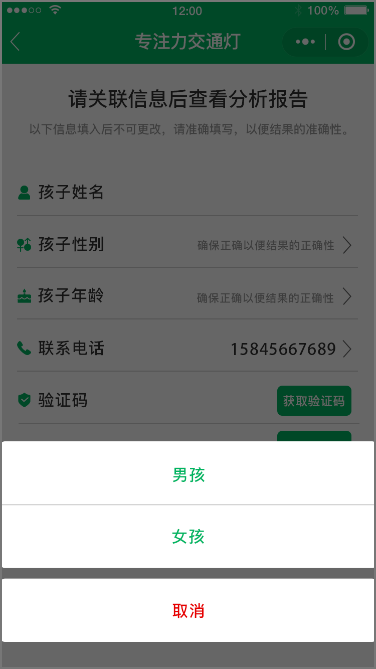 12:00
100%
专注力交通灯
请关联信息后查看分析报告
以下信息填入后不可更改，请准确填写，以便结果的准确性。
孩子姓名
孩子性别 确保正确以便结果的正确性
孩子年龄 确保正确以便结果的正确性
联系电话 15845667689
验证码 获取验证码
男孩
女孩
取消